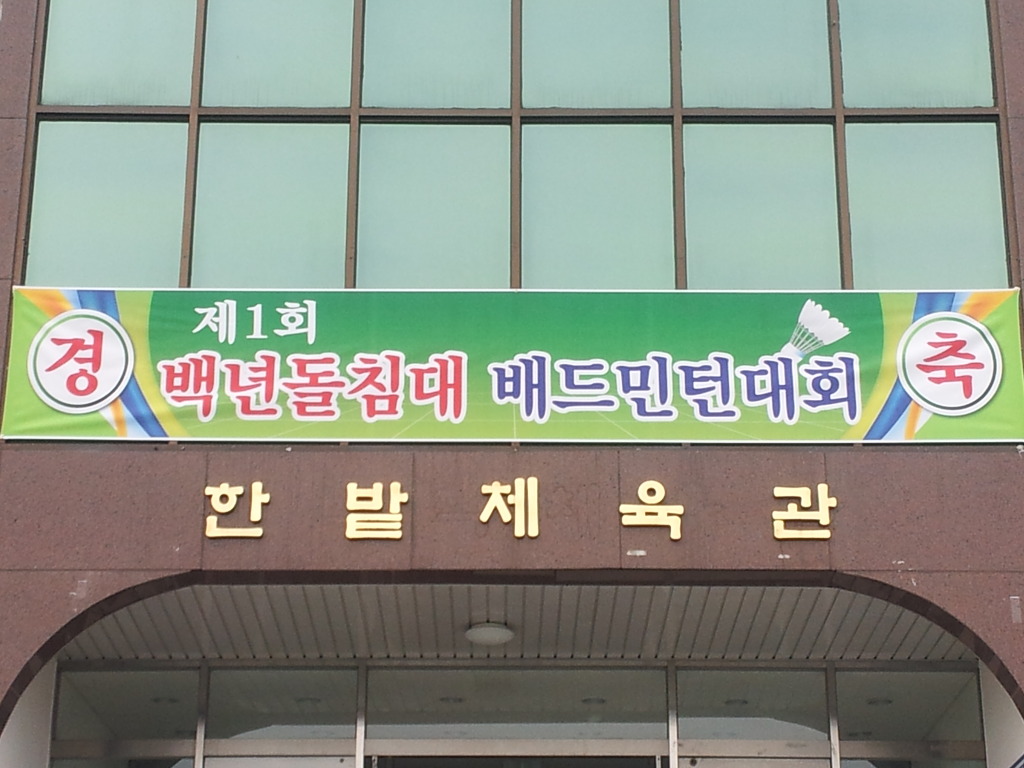 제1회
경 백년돌침대 배드민턴대회 축
한밭체육관